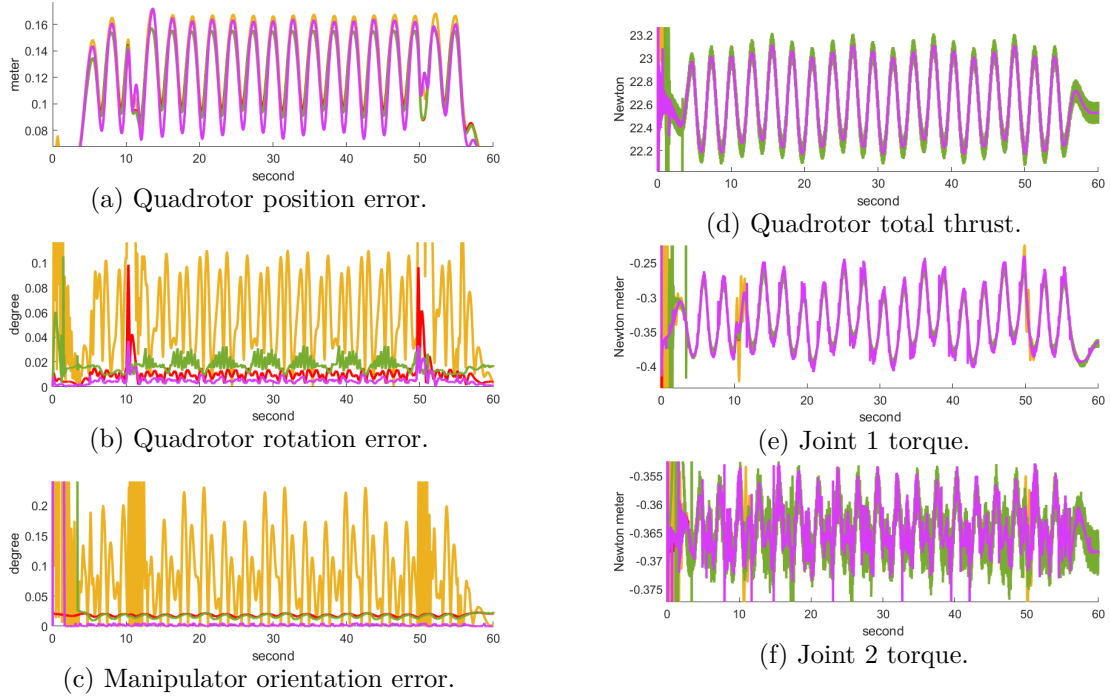 0.16
0.14
0.12
0.1
0.08
meter
0 10 20 30 40 50 60
second
(a) Quadrotor position error.
0.1
0.08
0.06
0.04
0.02
0
degree
0 10 20 30 40 50 60
second
(b) Quadrotor rotation error.
0.2
0.15
0.1
0.05
0
degree
0 10 20 30 40 50 60
second
(c) Manipulator orientation error.
23.2
23
22.8
22.6
22.4
22.2
Newton
0 10 20 30 40 50 60
second
(d) Quadrotor total thrust.
-0.25
-0.3
-0.35
-0.4
Newton meter
0 10 20 30 40 50 60
second
(e) Joint 1 torque.
-0.355
-0.36
-0.365
-0.37
-0.375
Newton meter
0 10 20 30 40 50 60
second
(f) Joint 2 torque.